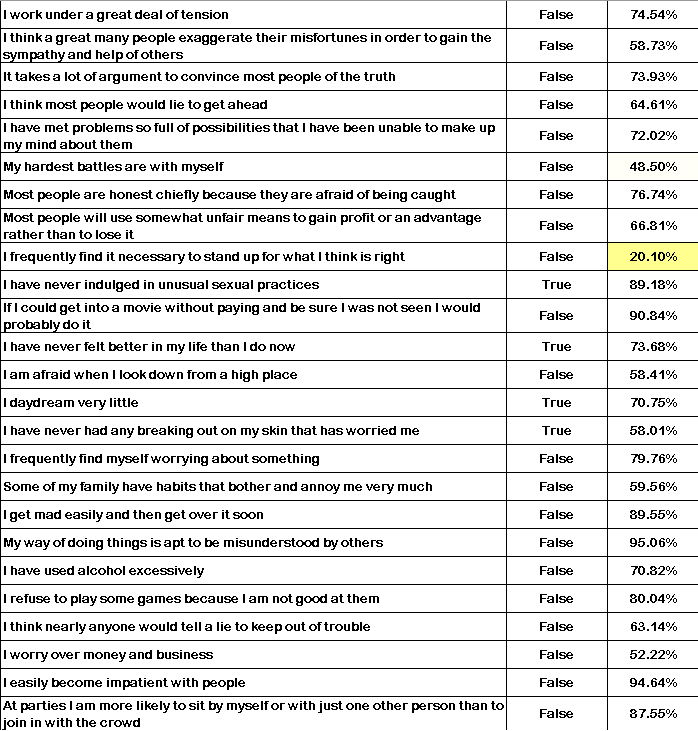 I work under a great deal of tension False 74.54%
I think a great many people exaggerate their misfortunes in order to gain the
sympathy and help of others False 58.73%
It takes a lot of argument to convince most people of the truth False 73.93%
I think most people would lie to get ahead False 64.61%
I have met problems so full of possibilities that I have been unable to make up
my mind about them False 72.02%
My hardest battles are with myself False 48.50%
Most people are honest chiefly because they are afraid of being caught False 76.74%
Most people will use somewhat unfair means to gain profit or an advantage
rather than to lose it False 66.81%
I frequently find it necessary to stand up for what I think is right False 20.10%
I have never indulged in unusual sexual practices True 89.18%
If I could get into a movie without paying and be sure I was not seen I would
probably do it False 90.84%
I have never felt better in my life than I do now True 73.68%
I am afraid when I look down from a high place False 58.41%
I daydream very little True 70.75%
I have never had any breaking out on my skin that has worried me True 58.01%
I frequently find myself worrying about something False 79.76%
Some of my family have habits that bother and annoy me very much False 59.56%
I get mad easily and then get over it soon False 89.55%
My way of doing things is apt to be misunderstood by others False 95.06%
I have used alcohol excessively False 70.82%
I refuse to play some games because I am not good at them False 80.04%
I think nearly anyone would tell a lie to keep out of trouble False 63.14%
I worry over money and business False 52.22%
I easily become impatient with people False 94.64%
At parties I am more likely to sit by myself or with just one other person than to
join in with the crowd False 87.55%